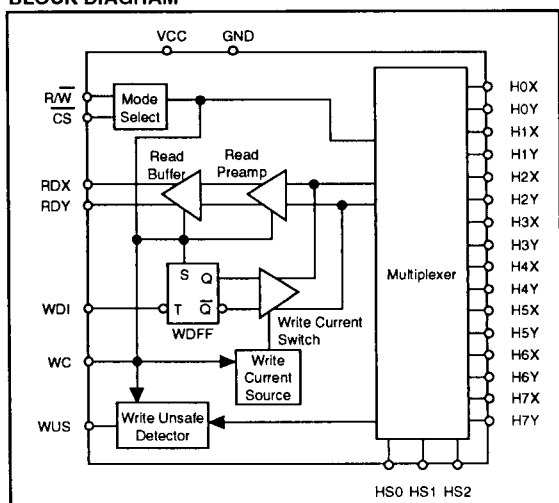 BLOCK DIAGRAM
VCC GND
R/W̅
C̅S̅
Mode
Select
Read
Buffer
Read
Preamp
RDX
RDY
S Q
T Q̅
WDFF
WDI
Write Current
Switch
WC
Write
Current
Source
WUS
Write Unsafe
Detector
Multiplexer
H0X
H0Y
H1X
H1Y
H2X
H2Y
H3X
H3Y
H4X
H4Y
H5X
H5Y
H6X
H6Y
H7X
H7Y
HS0 HS1 HS2